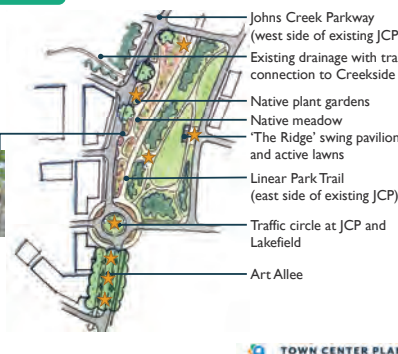 Johns Creek Parkway
(west side of existing JCP
Existing drainage with tra
connection to Creekside
Native plant gardens
Native meadow
‘The Ridge’ swing pavilion
and active lawns
Linear Park Trail
(east side of existing JCP)
Traffic circle at JCP and
Lakefield
Art Allee
TOWN CENTER PLA